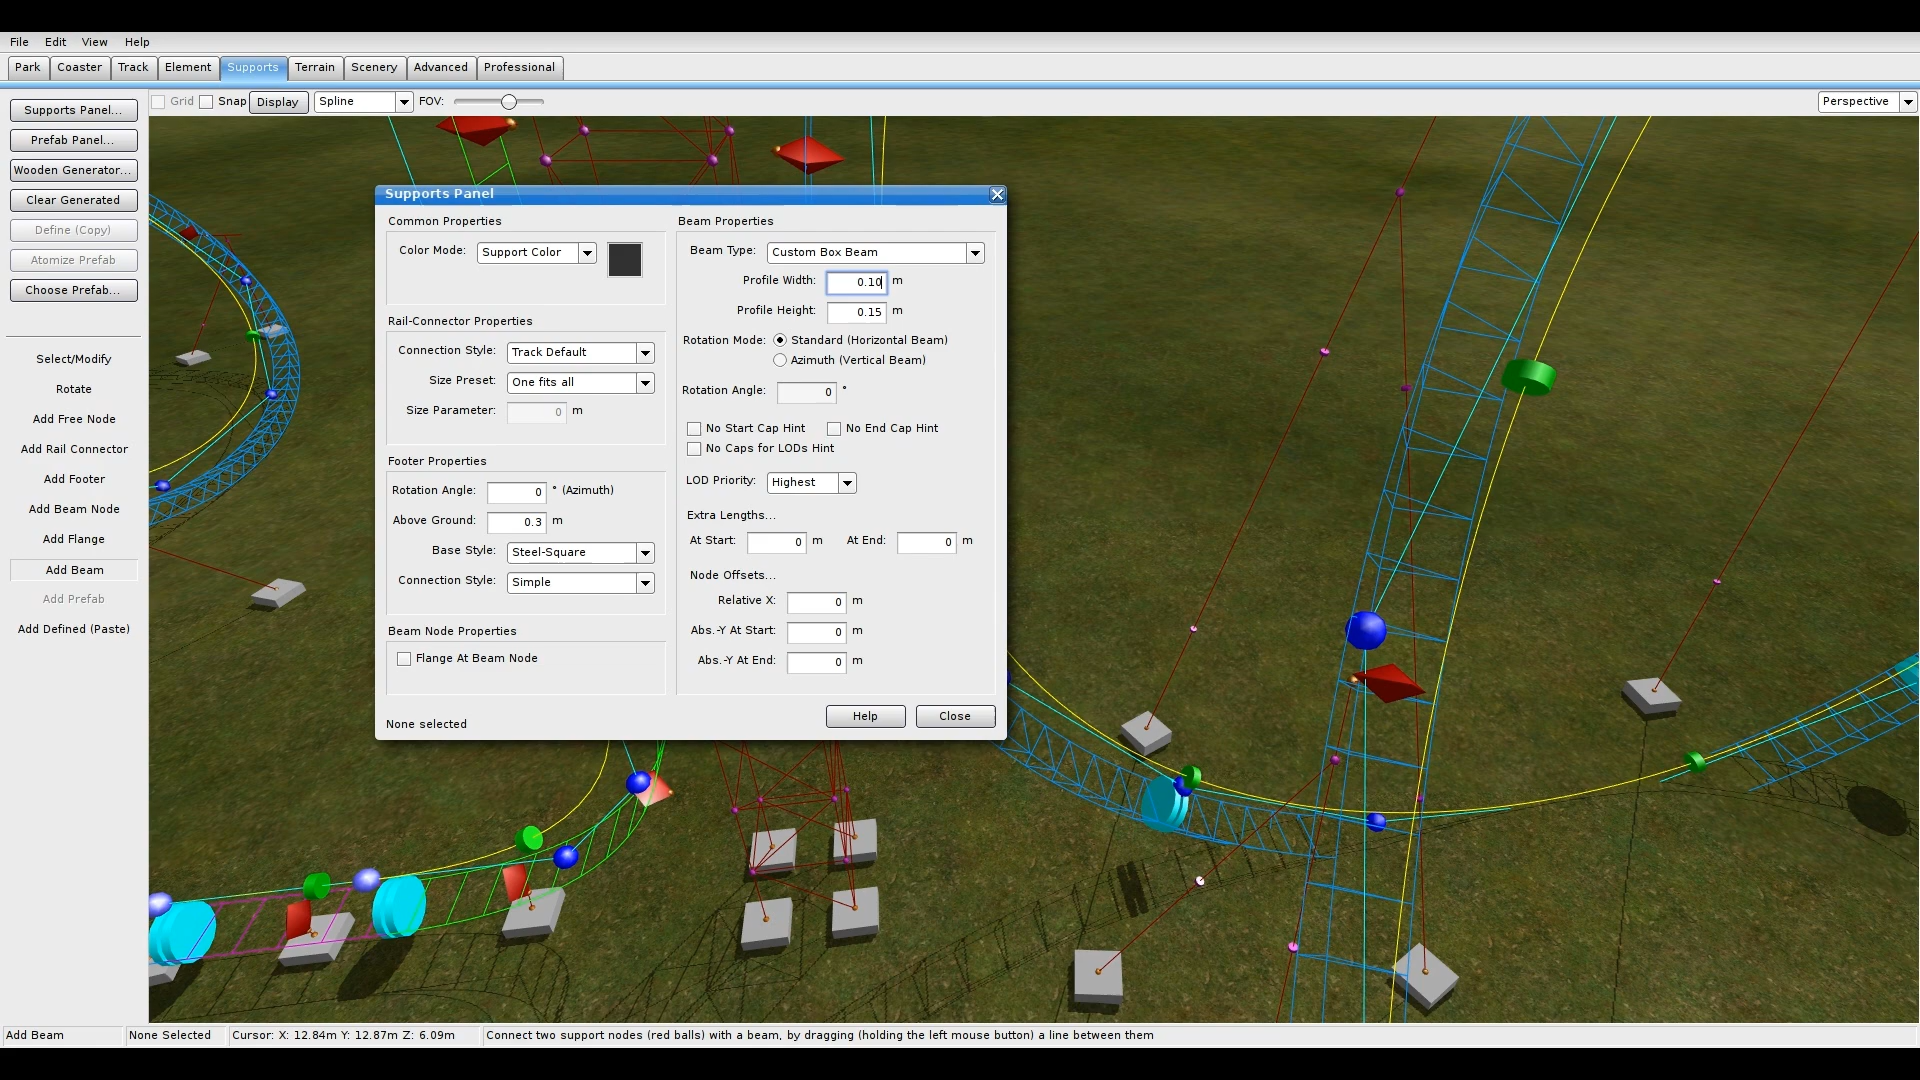 File Edit View Help
Park Coaster Track Element Supports Terrain Scenery Advanced Professional
Grid Snap Display Spline FOV: Perspective
Supports Panel...
Prefab Panel...
Wooden Generator...
Clear Generated
Define (Copy)
Atomize Prefab
Choose Prefab...
Select/Modify
Rotate
Add Free Node
Add Rail Connector
Add Footer
Add Beam Node
Add Flange
Add Beam
Add Prefab
Add Defined (Paste)
Supports Panel
Common Properties
Color Mode: Support Color
Rail-Connector Properties
Connection Style: Track Default
Size Preset: One fits all
Size Parameter: 0 m
Footer Properties
Rotation Angle: 0 ° (Azimuth)
Above Ground: 0.3 m
Base Style: Steel-Square
Connection Style: Simple
Beam Node Properties
Flange At Beam Node
None selected
Beam Properties
Beam Type: Custom Box Beam
Profile Width: 0.10 m
Profile Height: 0.15 m
Rotation Mode: Standard (Horizontal Beam)
Azimuth (Vertical Beam)
Rotation Angle: 0 °
No Start Cap Hint No End Cap Hint
No Caps for LODs Hint
LOD Priority: Highest
Extra Lengths...
At Start: 0 m At End: 0 m
Node Offsets...
Relative X: 0 m
Abs.-Y At Start: 0 m
Abs.-Y At End: 0 m
Help Close
Add Beam None Selected Cursor: X: 12.84m Y: 12.87m Z: 6.09m Connect two support nodes (red balls) with a beam, by dragging (holding the left mouse button) a line between them